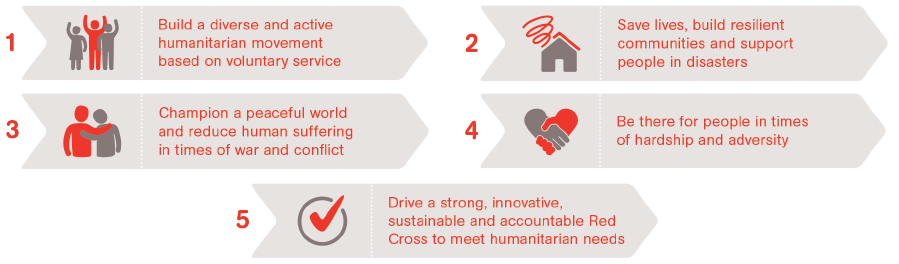 1
Build a diverse and active
humanitarian movement
based on voluntary service
2
Save lives, build resilient
communities and support
people in disasters
3
Champion a peaceful world
and reduce human suffering
in times of war and conflict
4
Be there for people in times
of hardship and adversity
5
Drive a strong, innovative,
sustainable and accountable Red
Cross to meet humanitarian needs